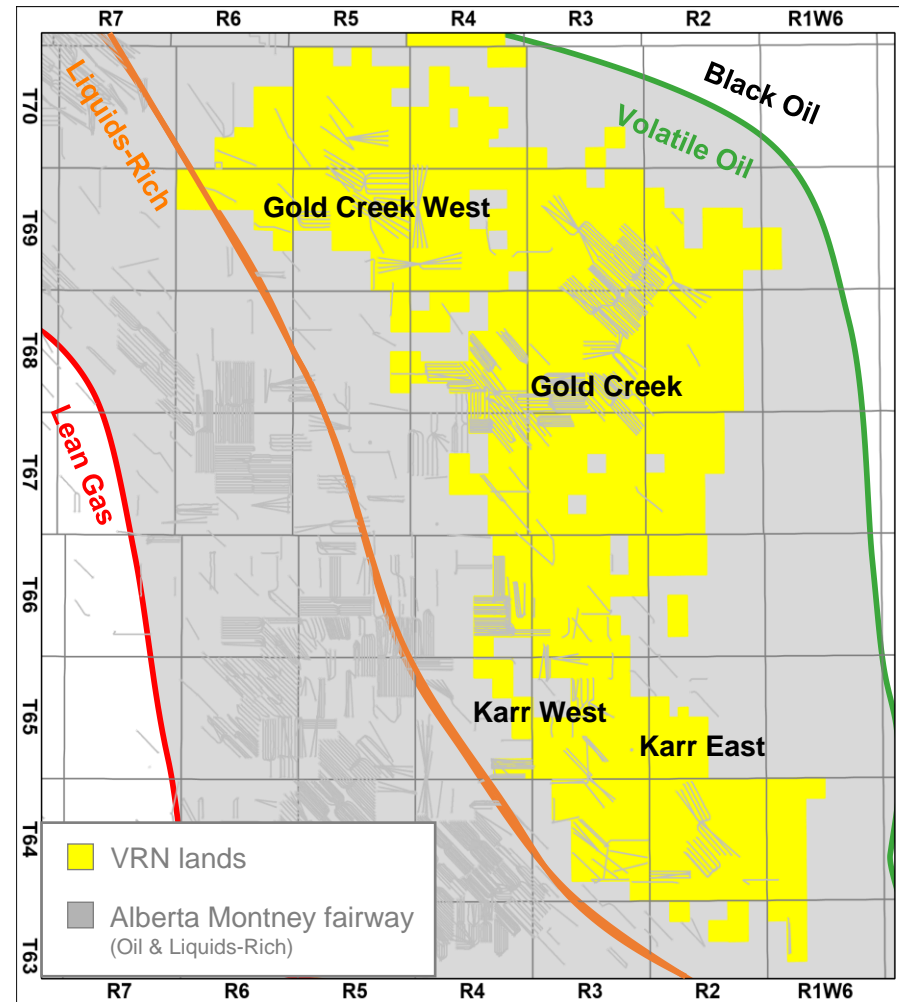 R7 R6 R5 R4 R3 R2 R1W6
Black Oil
Volatile Oil
Liquids-Rich
T70
Gold Creek West
T69
T68
Gold Creek
Lean Gas
T67
T66
T65
Karr West
Karr East
T64
VRN lands
Alberta Montney fairway
(Oil & Liquids-Rich)
T63
R7 R6 R5 R4 R3 R2 R1W6